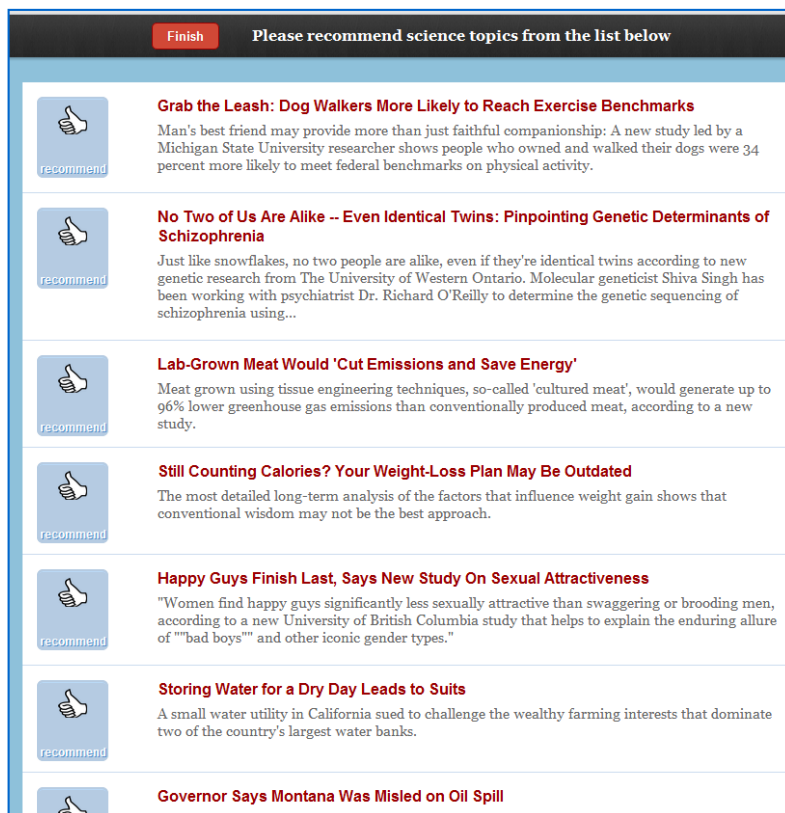 Finish
Please recommend science topics from the list below
recommend
Grab the Leash: Dog Walkers More Likely to Reach Exercise Benchmarks
Man's best friend may provide more than just faithful companionship: A new study led by a
Michigan State University researcher shows people who owned and walked their dogs were 34
percent more likely to meet federal benchmarks on physical activity.
recommend
No Two of Us Are Alike -- Even Identical Twins: Pinpointing Genetic Determinants of
Schizophrenia
Just like snowflakes, no two people are alike, even if they're identical twins according to new
genetic research from The University of Western Ontario. Molecular geneticist Shiva Singh has
been working with psychiatrist Dr. Richard O'Reilly to determine the genetic sequencing of
schizophrenia using...
recommend
Lab-Grown Meat Would 'Cut Emissions and Save Energy'
Meat grown using tissue engineering techniques, so-called 'cultured meat', would generate up to
96% lower greenhouse gas emissions than conventionally produced meat, according to a new
study.
recommend
Still Counting Calories? Your Weight-Loss Plan May Be Outdated
The most detailed long-term analysis of the factors that influence weight gain shows that
conventional wisdom may not be the best approach.
recommend
Happy Guys Finish Last, Says New Study On Sexual Attractiveness
"Women find happy guys significantly less sexually attractive than swaggering or brooding men,
according to a new University of British Columbia study that helps to explain the enduring allure
of ""bad boys"" and other iconic gender types."
recommend
Storing Water for a Dry Day Leads to Suits
A small water utility in California sued to challenge the wealthy farming interests that dominate
two of the country's largest water banks.
Governor Says Montana Was Misled on Oil Spill